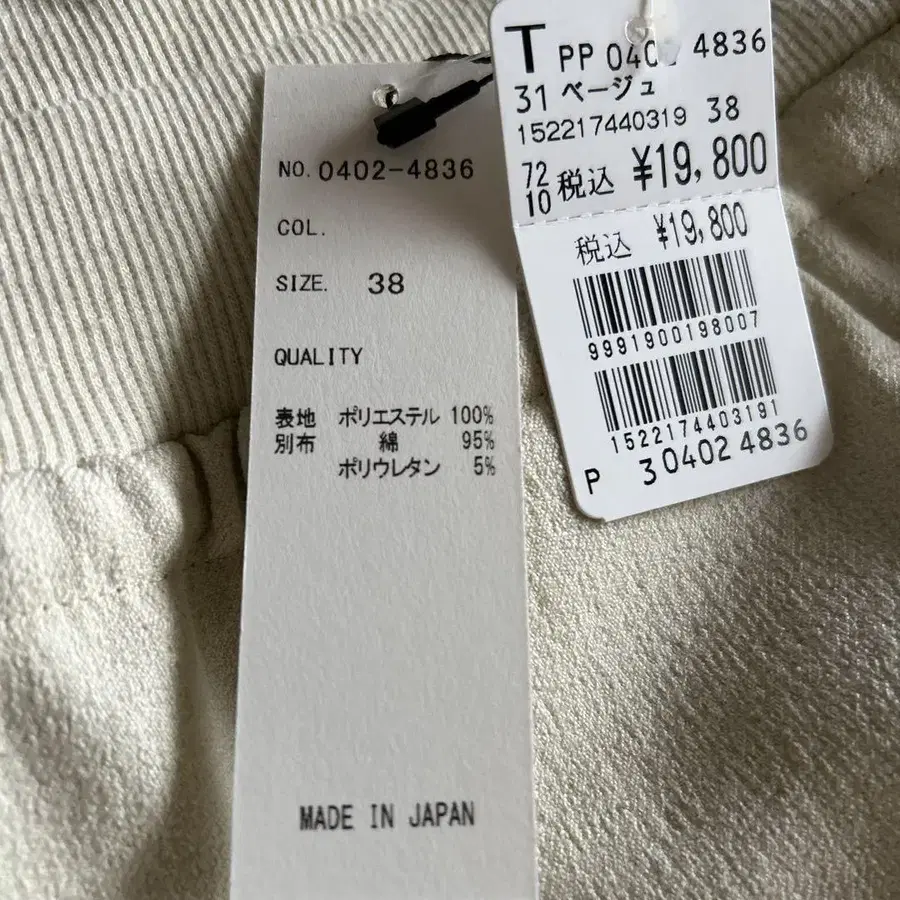 NO. 0402-4836
COL.
SIZE. 38
QUALITY
表地 ポリエステル 100%
別布 綿 95%
ポリウレタン 5%
MADE IN JAPAN
T PP 040 4836
31 ベージュ
152217440319 38
72
10 税込 ¥19,800
税込 ¥19,800
9991900198007
1522174403191
P 3 0402 4836